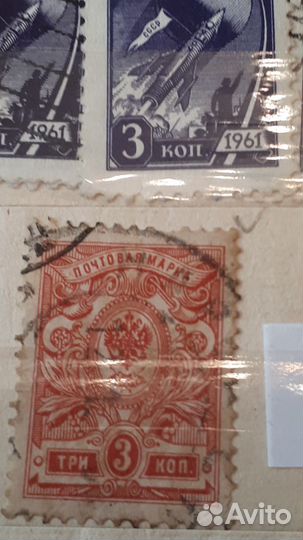 СССР
1961
3 КОП. 1961
ПОЧТОВАЯ МАРКА
ТРИ 3 КОП.
Avito